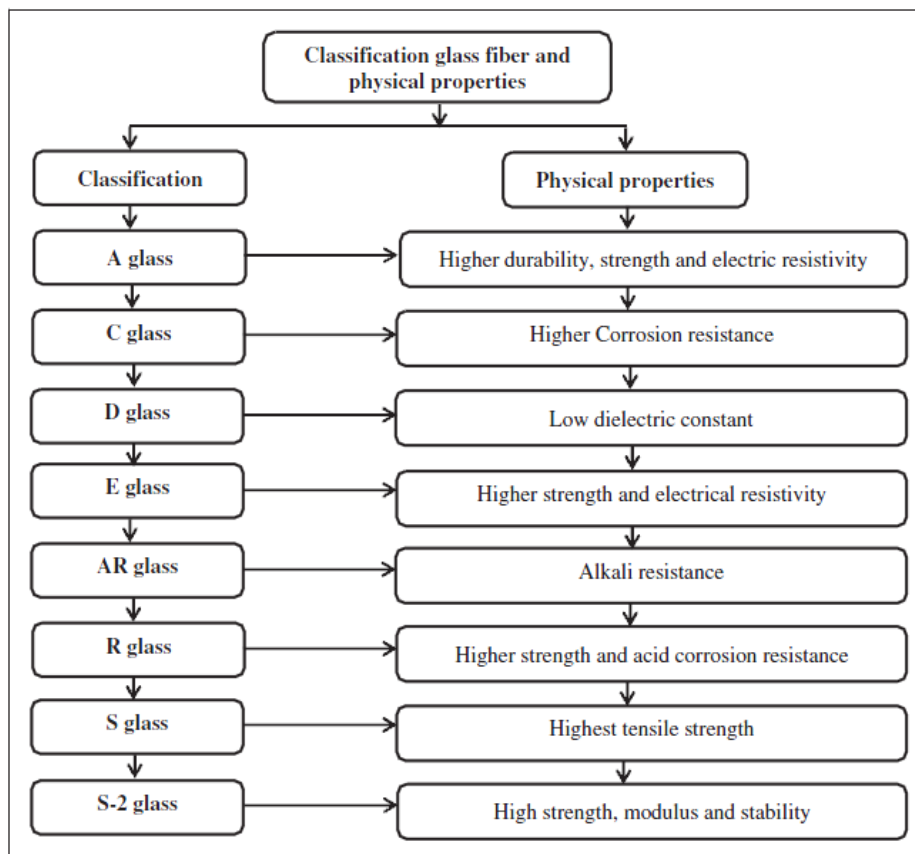 Classification glass fiber and
physical properties
Classification
Physical properties
A glass
Higher durability, strength and electric resistivity
C glass
Higher Corrosion resistance
D glass
Low dielectric constant
E glass
Higher strength and electrical resistivity
AR glass
Alkali resistance
R glass
Higher strength and acid corrosion resistance
S glass
Highest tensile strength
S-2 glass
High strength, modulus and stability